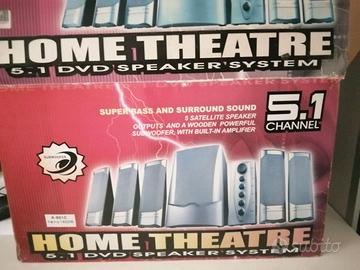 HOME THEATRE
5.1 DVD SPEAKER SYSTEM
SUPER BASS AND SURROUND SOUND
5 SATELLITE SPEAKER
OUTPUTS AND A WOODEN POWERFUL
SUBWOOFER, WITH BUILT-IN AMPLIFIER
5.1
CHANNEL
SUBWOOFER
HOME THEATRE
5.1 DVD SPEAKER SYSTEM
subito